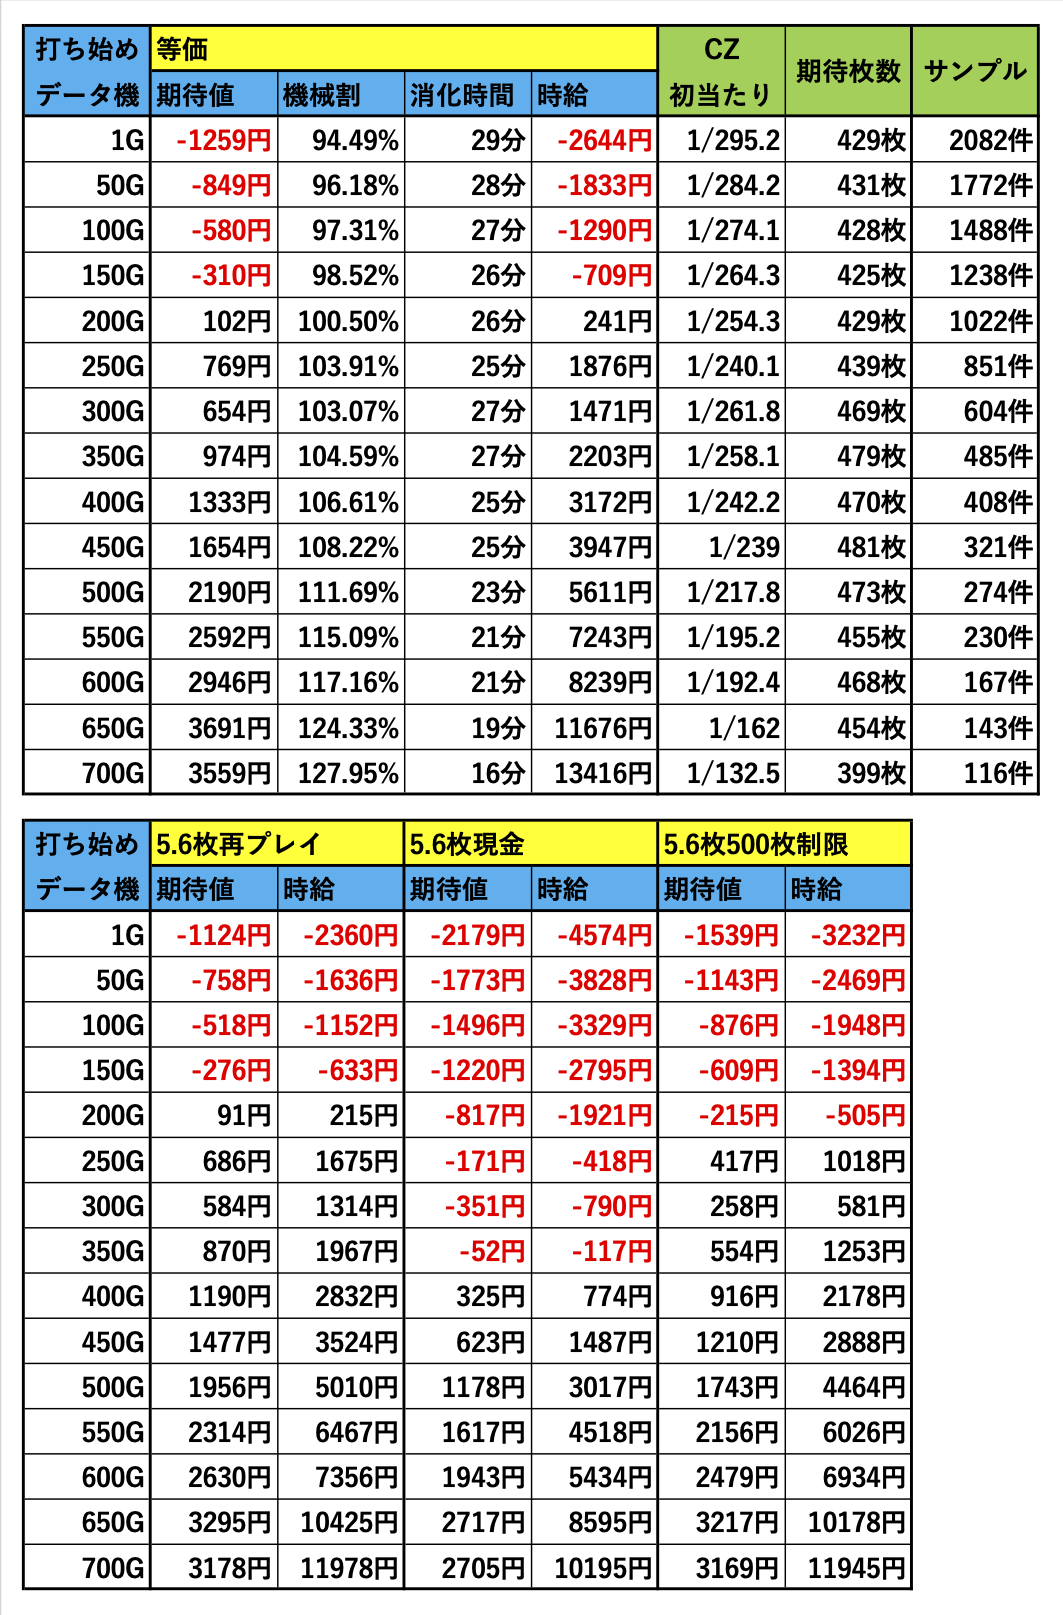 打ち始め 等価 CZ 期待枚数 サンプル
データ機 期待値 機械割 消化時間 時給 初当たり
1G -1259円 94.49% 29分 -2644円 1/295.2 429枚 2082件
50G -849円 96.18% 28分 -1833円 1/284.2 431枚 1772件
100G -580円 97.31% 27分 -1290円 1/274.1 428枚 1488件
150G -310円 98.52% 26分 -709円 1/264.3 425枚 1238件
200G 102円 100.50% 26分 241円 1/254.3 429枚 1022件
250G 769円 103.91% 25分 1876円 1/240.1 439枚 851件
300G 654円 103.07% 27分 1471円 1/261.8 469枚 604件
350G 974円 104.59% 27分 2203円 1/258.1 479枚 485件
400G 1333円 106.61% 25分 3172円 1/242.2 470枚 408件
450G 1654円 108.22% 25分 3947円 1/239 481枚 321件
500G 2190円 111.69% 23分 5611円 1/217.8 473枚 274件
550G 2592円 115.09% 21分 7243円 1/195.2 455枚 230件
600G 2946円 117.16% 21分 8239円 1/192.4 468枚 167件
650G 3691円 124.33% 19分 11676円 1/162 454枚 143件
700G 3559円 127.95% 16分 13416円 1/132.5 399枚 116件
打ち始め 5.6枚再プレイ 5.6枚現金 5.6枚500枚制限
データ機 期待値 時給 期待値 時給 期待値 時給
1G -1124円 -2360円 -2179円 -4574円 -1539円 -3232円
50G -758円 -1636円 -1773円 -3828円 -1143円 -2469円
100G -518円 -1152円 -1496円 -3329円 -876円 -1948円
150G -276円 -633円 -1220円 -2795円 -609円 -1394円
200G 91円 215円 -817円 -1921円 -215円 -505円
250G 686円 1675円 -171円 -418円 417円 1018円
300G 584円 1314円 -351円 -790円 258円 581円
350G 870円 1967円 -52円 -117円 554円 1253円
400G 1190円 2832円 325円 774円 916円 2178円
450G 1477円 3524円 623円 1487円 1210円 2888円
500G 1956円 5010円 1178円 3017円 1743円 4464円
550G 2314円 6467円 1617円 4518円 2156円 6026円
600G 2630円 7356円 1943円 5434円 2479円 6934円
650G 3295円 10425円 2717円 8595円 3217円 10178円
700G 3178円 11978円 2705円 10195円 3169円 11945円